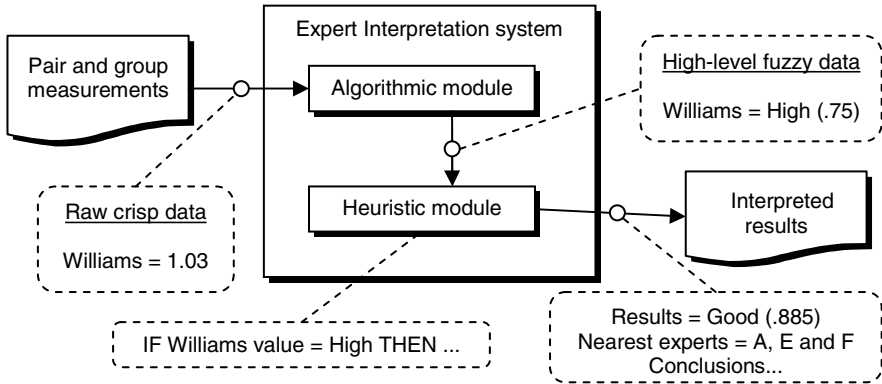 Expert Interpretation system
Pair and group
measurements
Algorithmic module
High-level fuzzy data
Williams = High (.75)
Raw crisp data
Williams = 1.03
Heuristic module
Interpreted
results
IF Williams value = High THEN ...
Results = Good (.885)
Nearest experts = A, E and F
Conclusions...